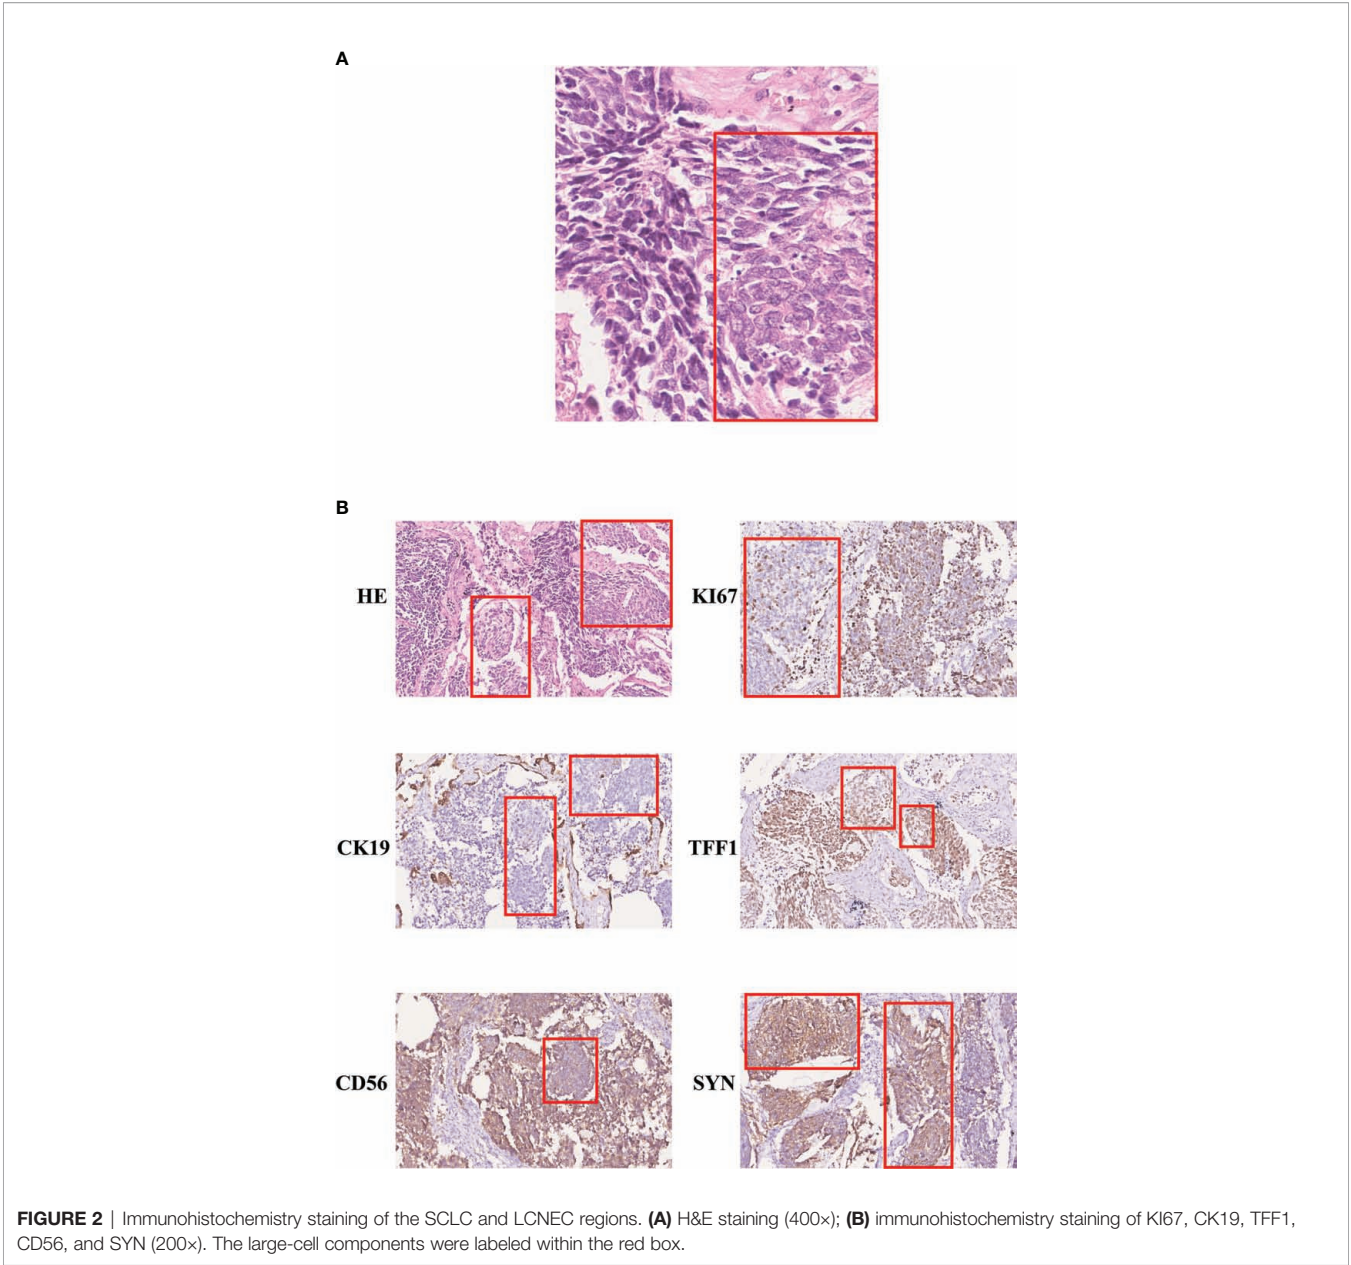 A
B
HE
KI67
CK19
TFF1
CD56
SYN
FIGURE 2 | Immunohistochemistry staining of the SCLC and LCNEC regions. (A) H&E staining (400×); (B) immunohistochemistry staining of KI67, CK19, TFF1,
CD56, and SYN (200×). The large-cell components were labeled within the red box.